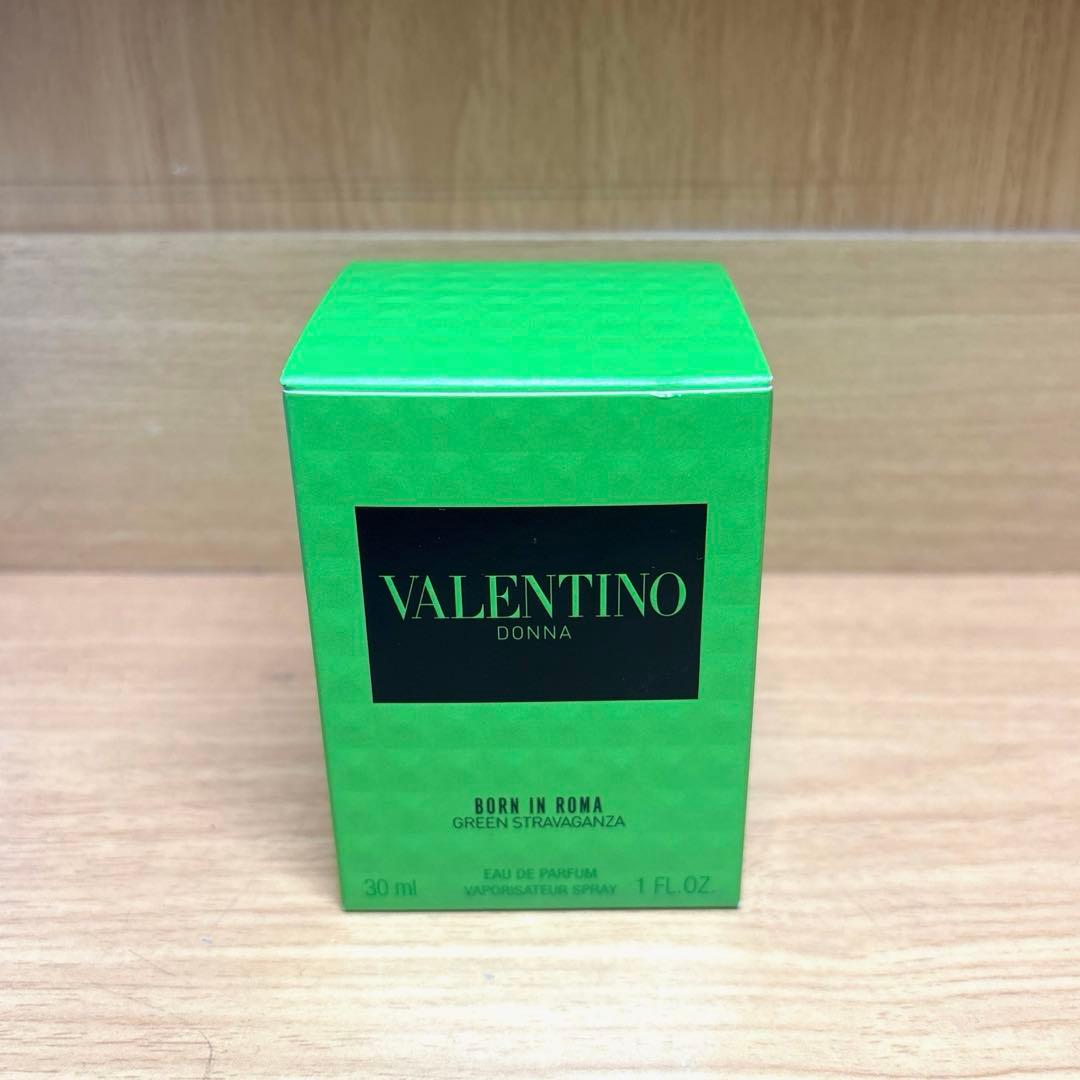 VALENTINO
DONNA
BORN IN ROMA
GREEN STRAVAGANZA
EAU DE PARFUM
30 ml VAPORISATEUR SPRAY 1 FL.OZ.